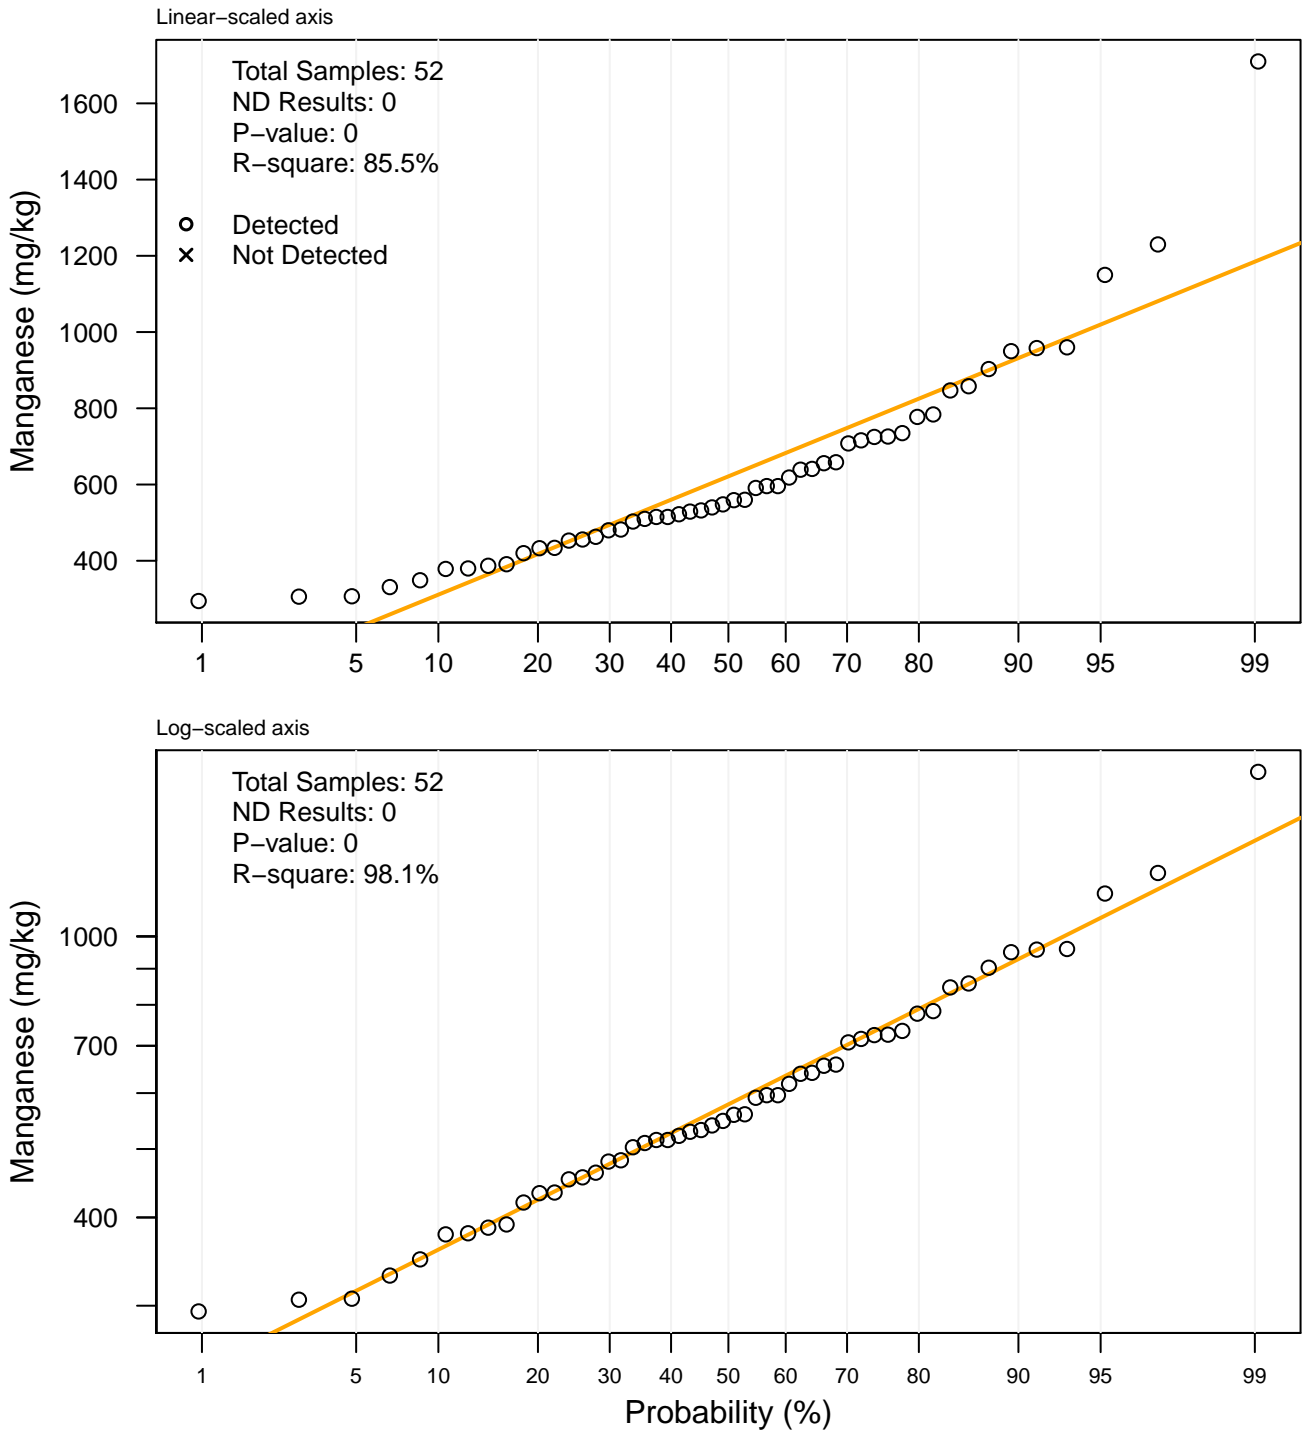 Linear−scaled axis
Total Samples: 52
ND Results: 0
P−value: 0
R−square: 85.5%
Detected
Not Detected
Manganese (mg/kg)
1600
1400
1200
1000
800
600
400
1 5 10 20 30 40 50 60 70 80 90 95 99
Log−scaled axis
Total Samples: 52
ND Results: 0
P−value: 0
R−square: 98.1%
Manganese (mg/kg)
1000
700
400
1 5 10 20 30 40 50 60 70 80 90 95 99
Probability (%)